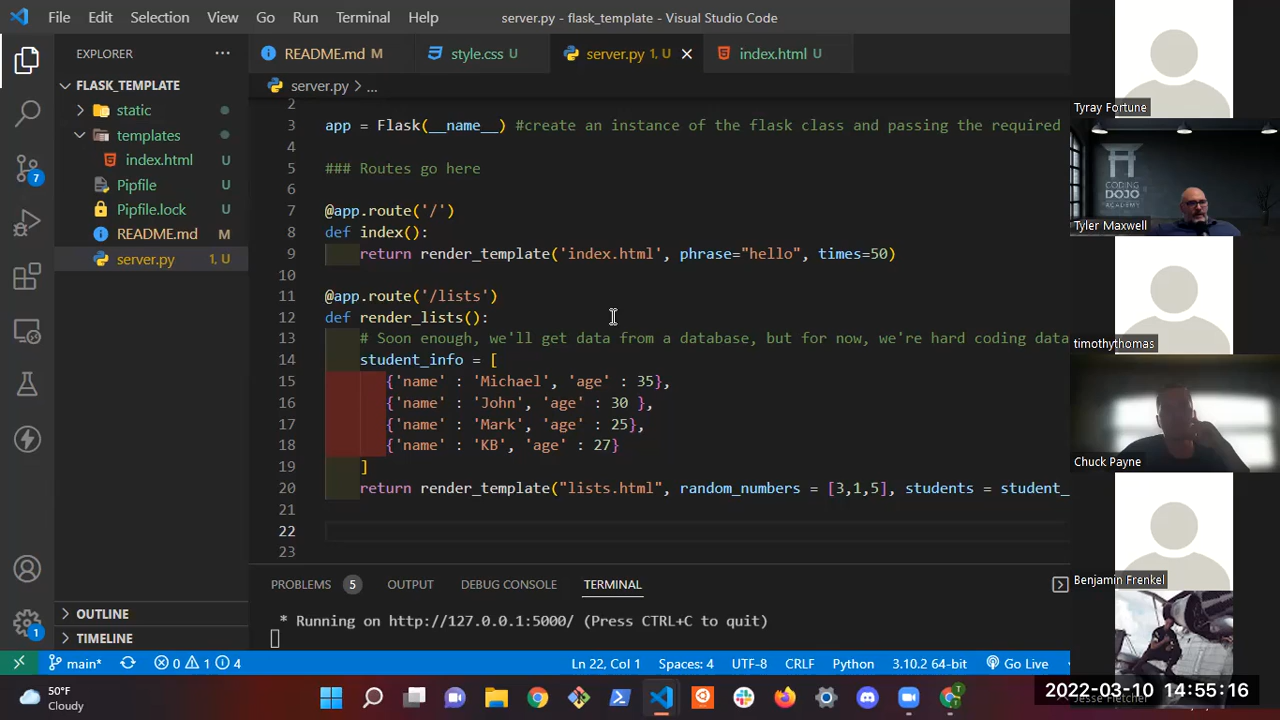 File Edit Selection View Go Run Terminal Help server.py - flask_template - Visual Studio Code
EXPLORER ··· README.md M style.css U server.py 1, U index.html U
FLASK_TEMPLATE
server.py > ...
static
templates
index.html U
Pipfile U
Pipfile.lock U
README.md M
server.py 1, U
7
OUTLINE
TIMELINE
1
2
3 app = Flask(__name__) #create an instance of the flask class and passing the required
4
5 ### Routes go here
6
7 @app.route('/')
8 def index():
9 return render_template('index.html', phrase="hello", times=50)
10
11 @app.route('/lists')
12 def render_lists():
13 # Soon enough, we'll get data from a database, but for now, we're hard coding data
14 student_info = [
15 {'name' : 'Michael', 'age' : 35},
16 {'name' : 'John', 'age' : 30 },
17 {'name' : 'Mark', 'age' : 25},
18 {'name' : 'KB', 'age' : 27}
19 ]
20 return render_template("lists.html", random_numbers = [3,1,5], students = student_
21
22
23
PROBLEMS 5 OUTPUT DEBUG CONSOLE TERMINAL
* Running on http://127.0.0.1:5000/ (Press CTRL+C to quit)
main* 0 1 4 Ln 22, Col 1 Spaces: 4 UTF-8 CRLF Python 3.10.2 64-bit Go Live
50°F
Cloudy
Tyray Fortune
CODING
DOJO
ACADEMY
Tyler Maxwell
timothythomas
Chuck Payne
Benjamin Frenkel
2022-03-10 14:55:16
Jesse Fletcher